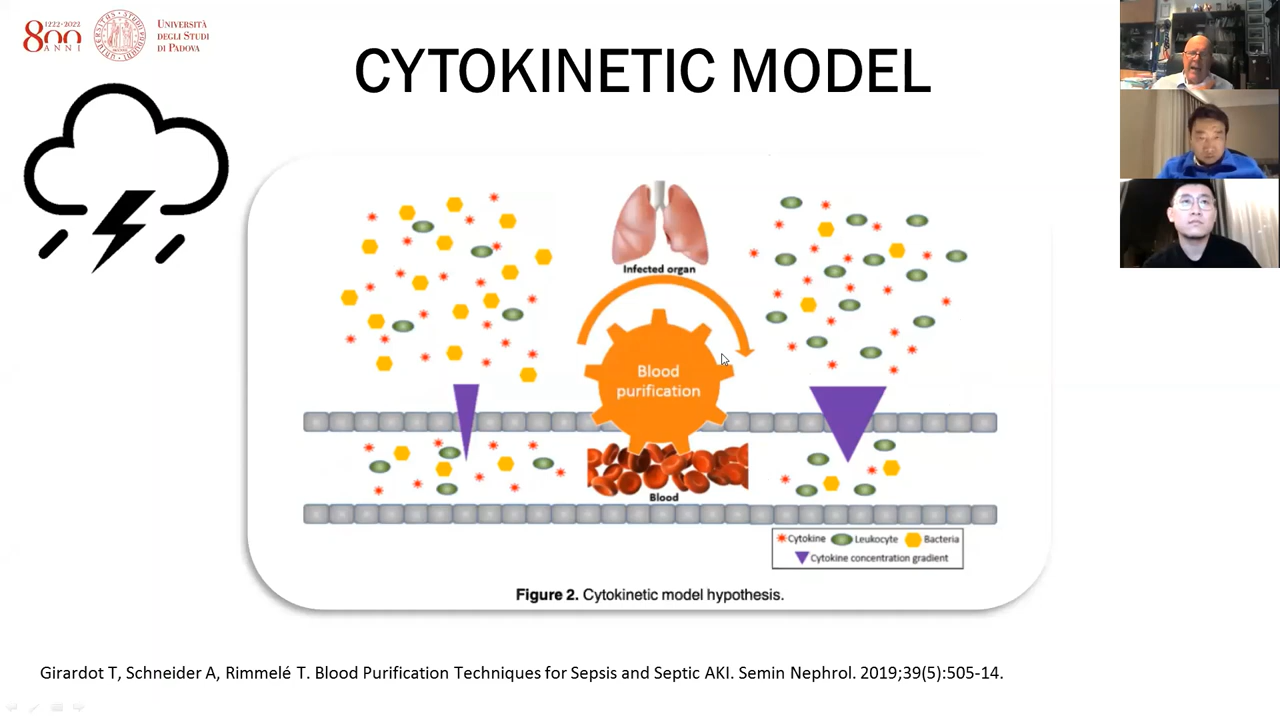 1222-2022
800
ANNI
UNIVERSITÀ
DEGLI STUDI
DI PADOVA
CYTOKINETIC MODEL
Infected organ
Blood
purification
Blood
Cytokine Leukocyte Bacteria
Cytokine concentration gradient
Figure 2. Cytokinetic model hypothesis.
Girardot T, Schneider A, Rimmelé T. Blood Purification Techniques for Sepsis and Septic AKI. Semin Nephrol. 2019;39(5):505-14.